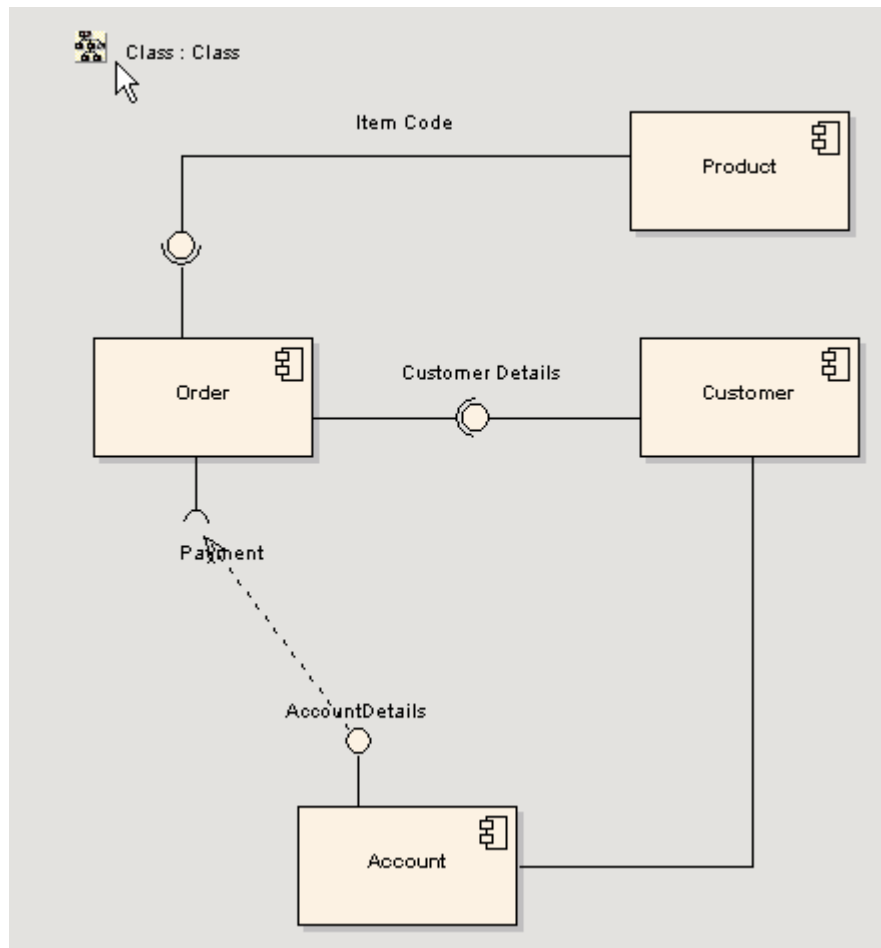 Class : Class
Item Code
Product
Customer Details
Order
Customer
Payment
AccountDetails
Account